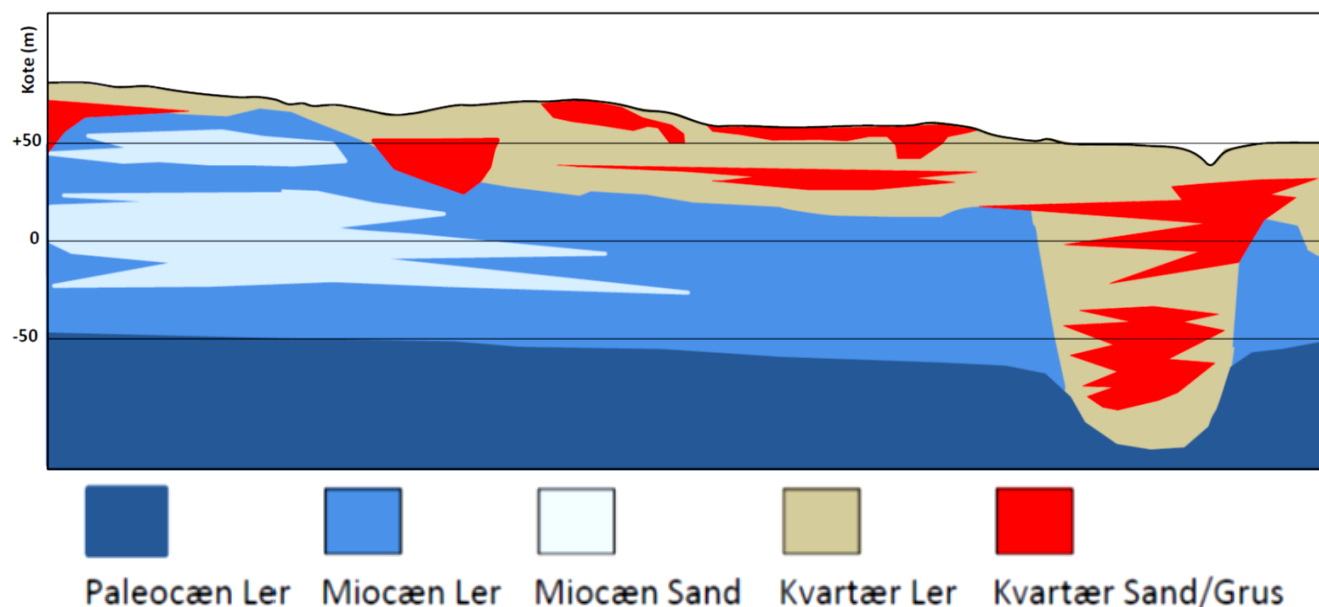 Kote (m)
+50
0
-50
Paleocæn Ler Miocæn Ler Miocæn Sand Kvartær Ler Kvartær Sand/Grus